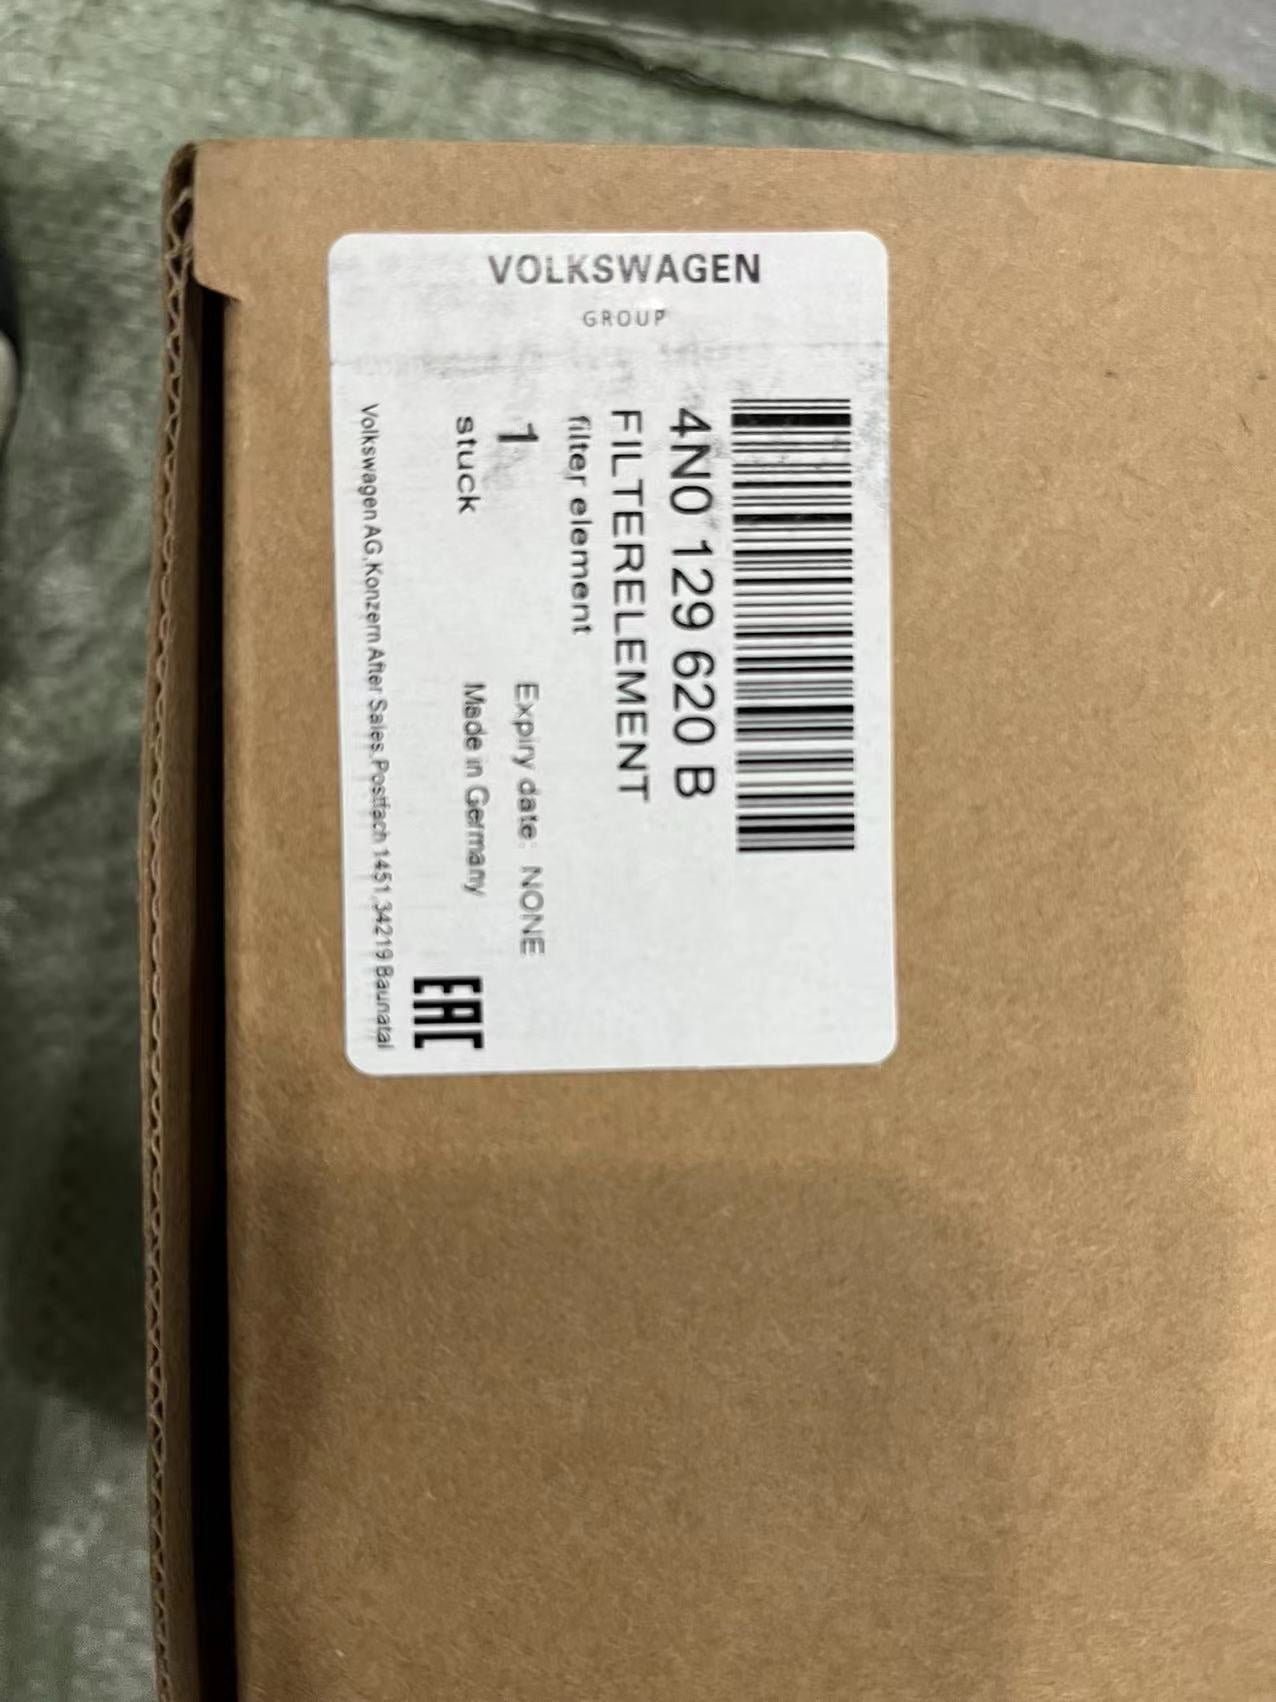 VOLKSWAGEN
GROUP
4N0 129 620 B
FILTERELEMENT
filter element
1
Expiry date: NONE
stuck
Made in Germany
EAC
Volkswagen AG,Konzern After Sales,Postfach 1451,34219 Baunatal